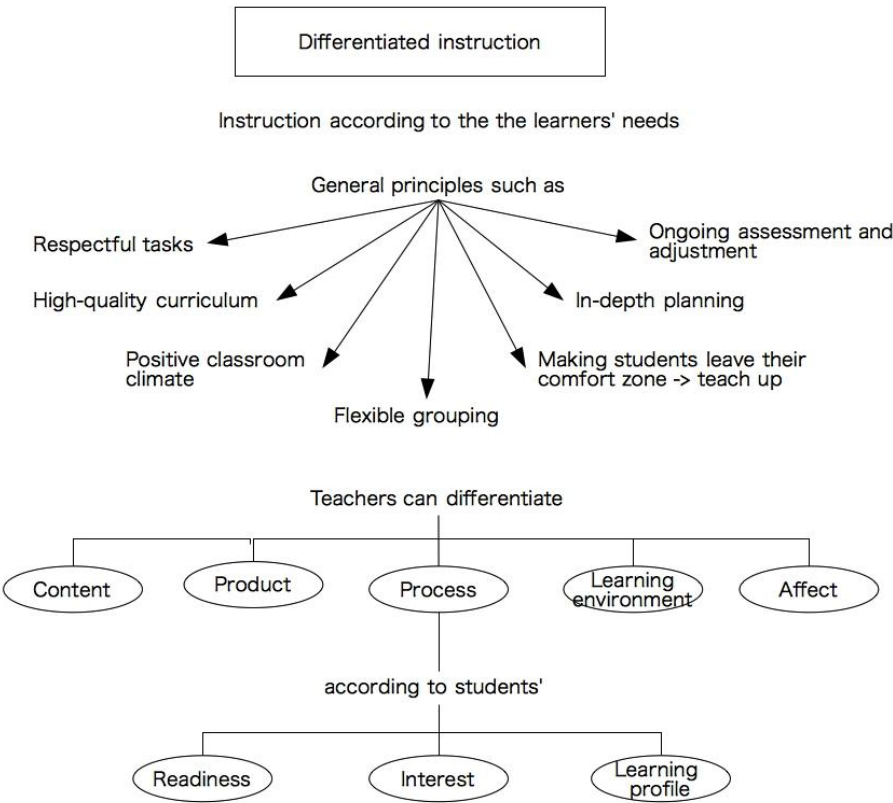 Differentiated instruction
Instruction according to the the learners' needs
General principles such as
Respectful tasks
Ongoing assessment and
adjustment
High-quality curriculum
In-depth planning
Positive classroom
climate
Making students leave their
comfort zone -> teach up
Flexible grouping
Teachers can differentiate
Content
Product
Process
Learning
environment
Affect
according to students'
Readiness
Interest
Learning
profile